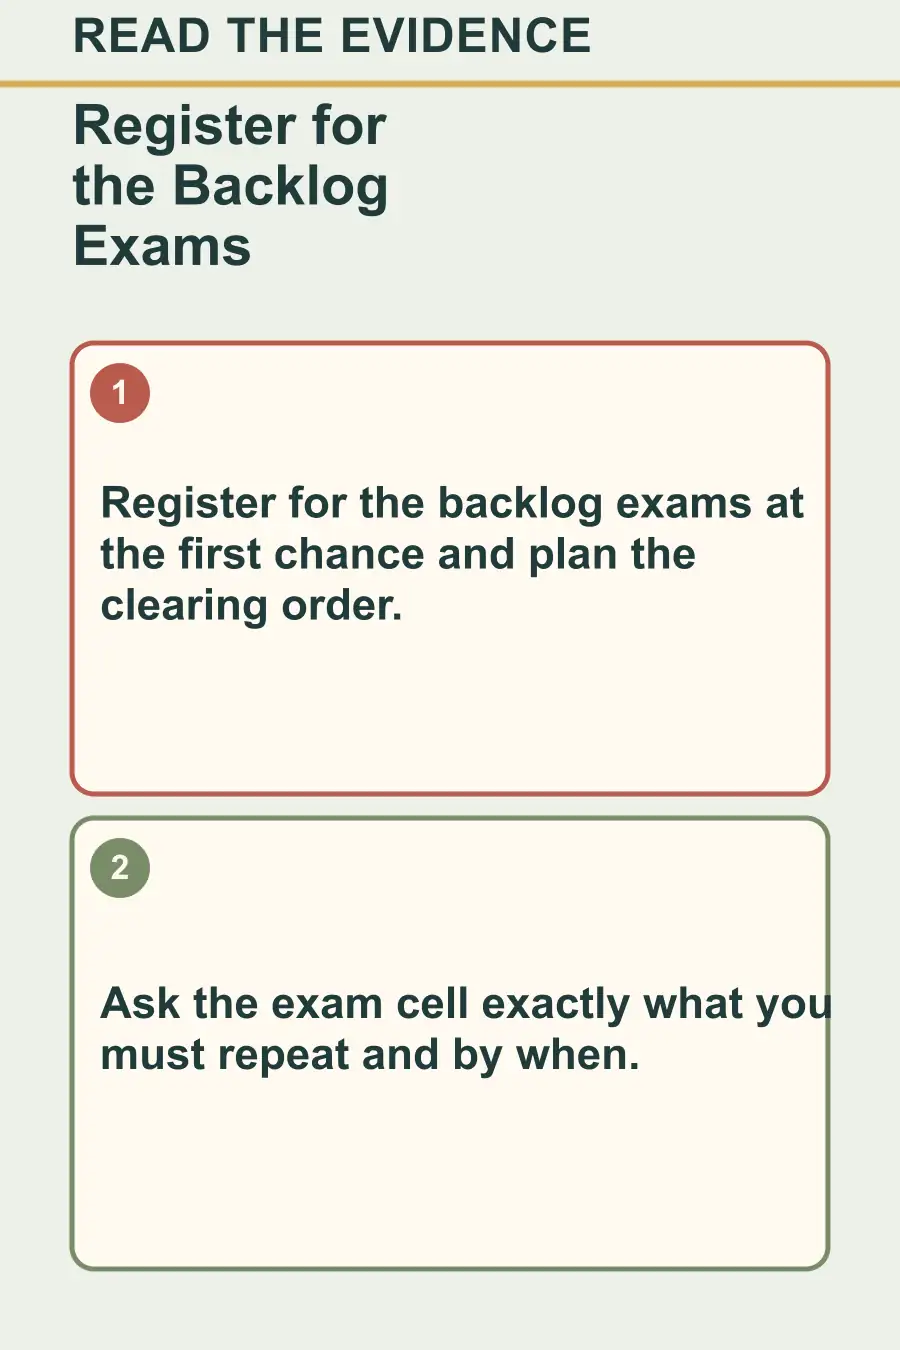 READ THE EVIDENCE
Register for
the Backlog
Exams
1
Register for the backlog exams at
the first chance and plan the
clearing order.
2
Ask the exam cell exactly what you
must repeat and by when.